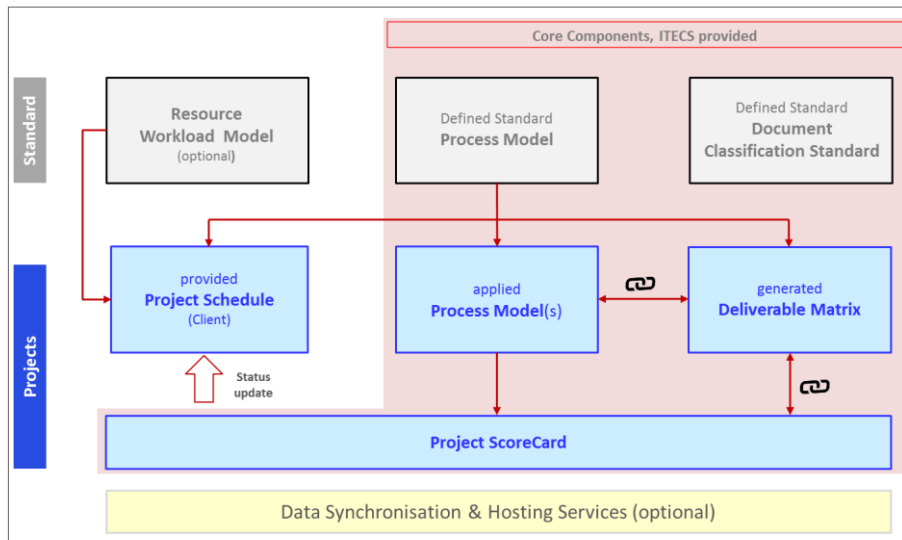 Core Components, ITECS provided
Standard
Resource
Workload Model
(optional)
Defined Standard
Process Model
Defined Standard
Document
Classification Standard
Projects
provided
Project Schedule
(Client)
applied
Process Model(s)
generated
Deliverable Matrix
Status
update
Project ScoreCard
Data Synchronisation & Hosting Services (optional)